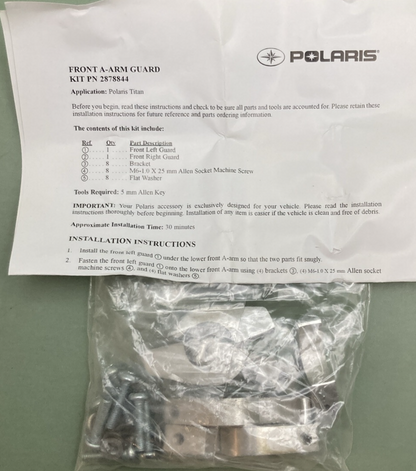 POLARIS
FRONT A-ARM GUARD
KIT PN 2878844
Application: Polaris Titan
Before you begin, read these instructions and check to be sure all parts and tools are accounted for. Please retain these
installation instructions for future reference and parts ordering information.
The contents of this kit include:
Ref. Qty. Part Description
① 1 Front Left Guard
② 1 Front Right Guard
③ 8 Bracket
④ 8 M6-1.0 X 25 mm Allen Socket Machine Screw
⑤ 8 Flat Washer
Tools Required: 5 mm Allen Key
IMPORTANT: Your Polaris accessory is exclusively designed for your vehicle. Please read the installation
instructions thoroughly before beginning. Installation of any item is easier if the vehicle is clean and free of debris.
Approximate Installation Time: 30 minutes
INSTALLATION INSTRUCTIONS
1. Install the front left guard ① under the lower front A-arm so that the two parts fit snugly.
2. Fasten the front left guard ① onto the lower front A-arm using (4) brackets ③, (4) M6-1.0 X 25 mm Allen socket
machine screws ④, and (4) flat washers ⑤.